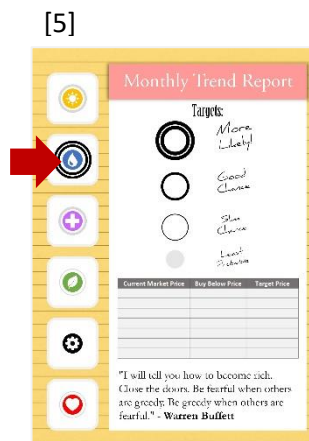 [5]
Monthly Trend Report
Targets:
More
Likely!
Good
Chance
Slim
Chance
Least
Current Market Price Buy Below Price Target Price
"I will tell you how to become rich.
Close the doors. Be fearful when others
are greedy. Be greedy when others are
fearful." - Warren Buffett